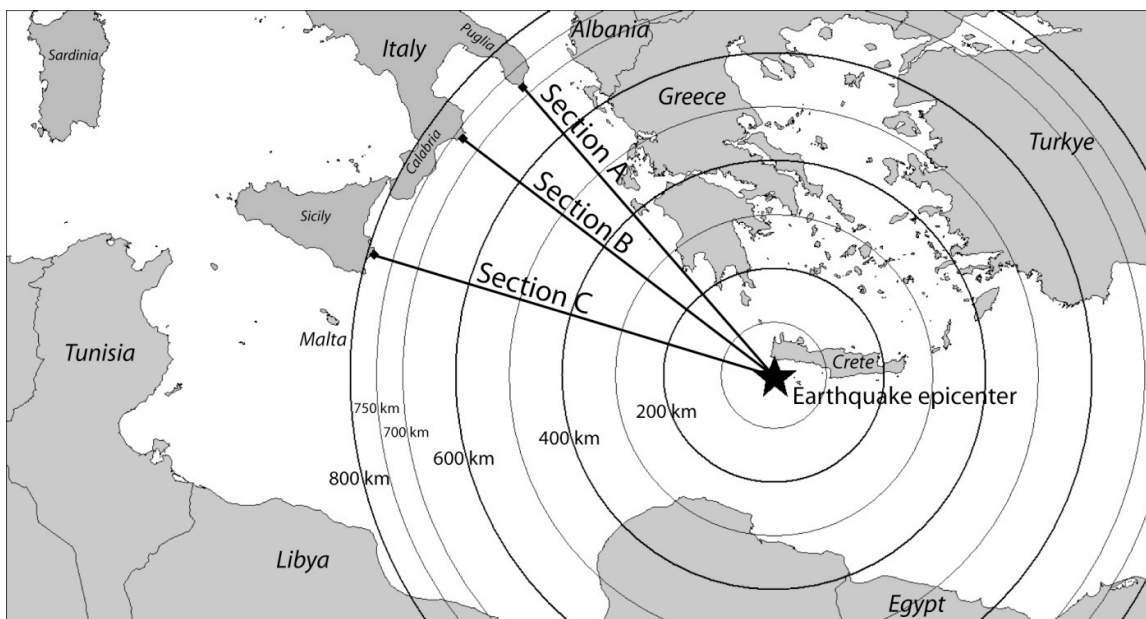 Sardinia
Italy
Puglia
Albania
Greece
Turkye
Calabria
Sicily
Section A
Section B
Section C
Malta
Tunisia
Crete
Earthquake epicenter
200 km
400 km
600 km
700 km
750 km
800 km
Libya
Egypt